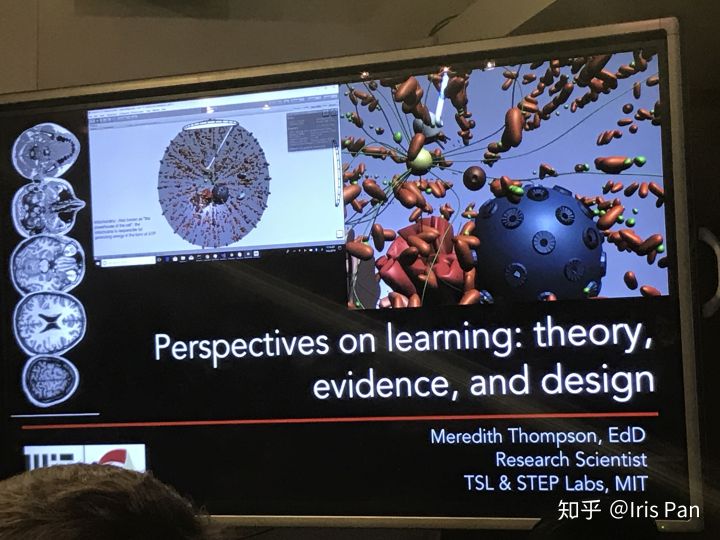 Perspectives on learning: theory,
evidence, and design
Meredith Thompson, EdD
Research Scientist
TSL & STEP Labs, MIT
知乎 @Iris Pan